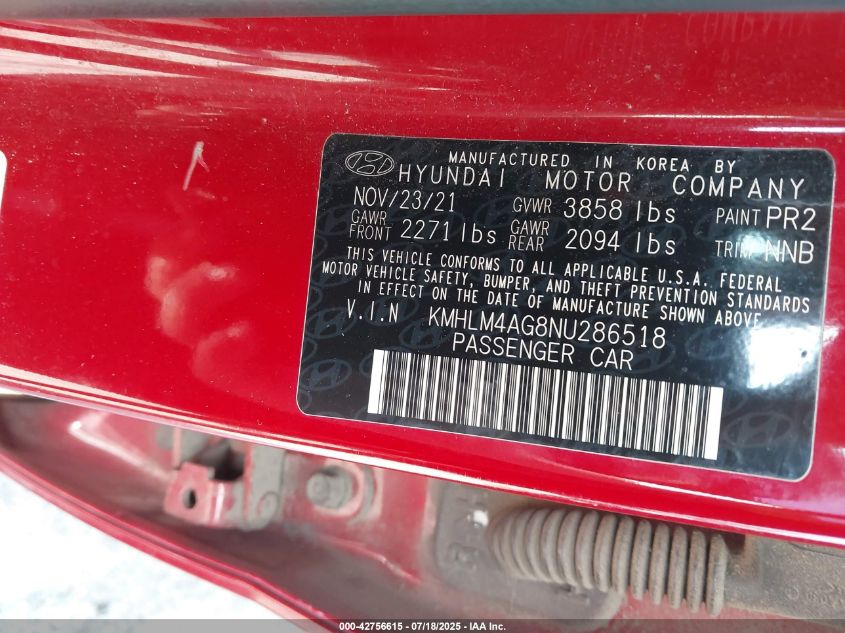 MANUFACTURED IN KOREA BY
HYUNDAI MOTOR COMPANY
NOV/23/21 GVWR 3858 lbs PAINT PR2
GAWR FRONT 2271 lbs GAWR REAR 2094 lbs TRIM NNB
THIS VEHICLE CONFORMS TO ALL APPLICABLE U.S.A. FEDERAL
MOTOR VEHICLE SAFETY, BUMPER, AND THEFT PREVENTION STANDARDS
IN EFFECT ON THE DATE OF MANUFACTURE SHOWN ABOVE
V.I.N KMHLM4AG8NU286518
PASSENGER CAR
000-42756615 - 07/18/2025 - IAA Inc.